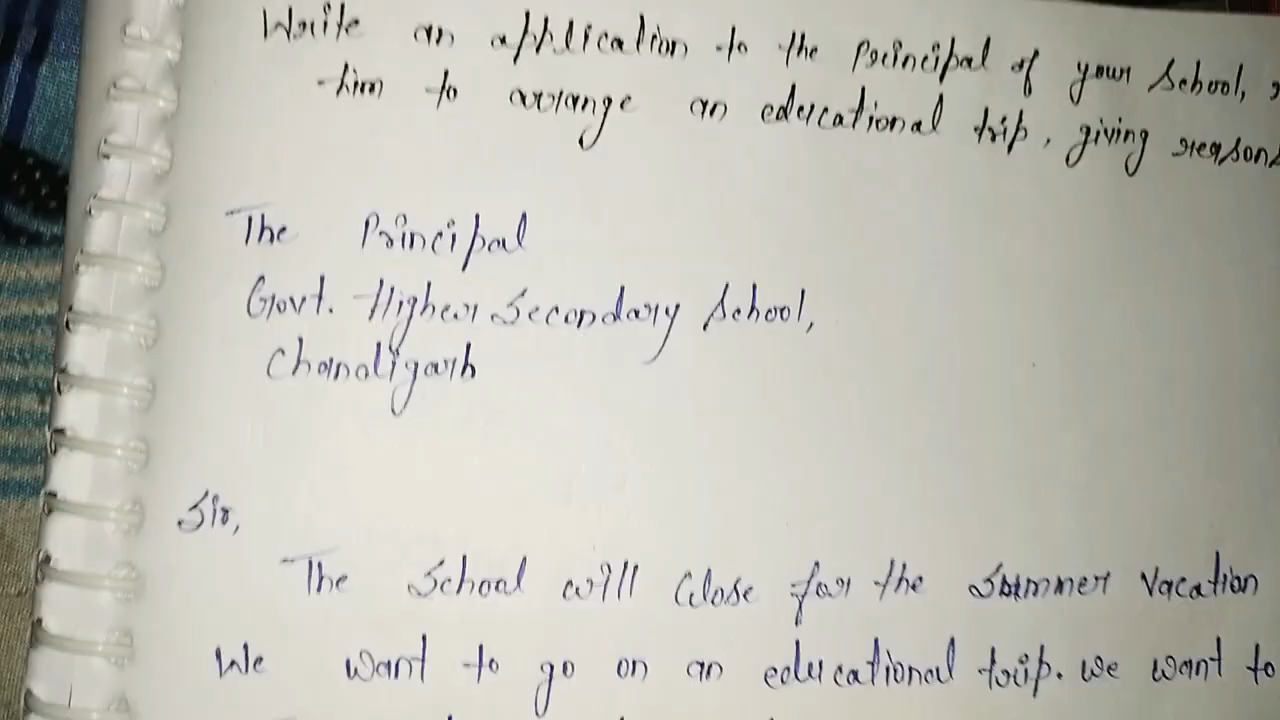 Write an application to the Principal of your School,
him to arrange an educational trip, giving reasons
The Principal
Govt. Higher Secondary School,
Chandigarh
Sir,
The School will Close for the Summer Vacation
We want to go on an educational trip. We want to